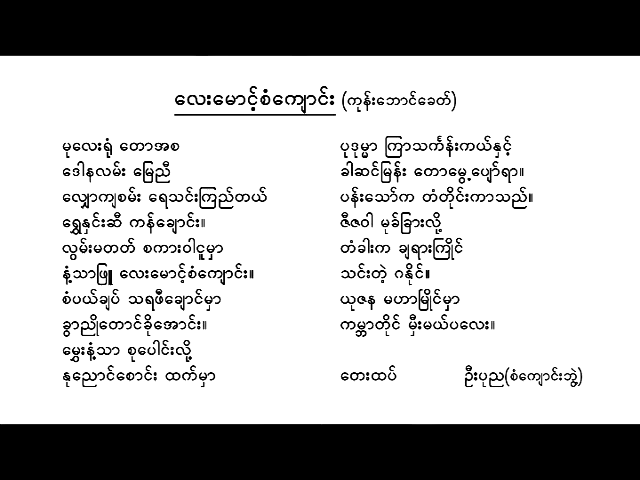 လေးမောင့်စံကျောင်း (ကုန်းဘောင်ခေတ်)
မုလေးရုံ တောအစ
ဒေါနလမ်း မြေညီ
လျှောကျစမ်း ရေသင်းကြည်တယ်
ရွှေနှင်းဆီ ကန်ချောင်း။
လွမ်းမတတ် စကားဝါငူမှာ
နံ့သာဖြူ လေးမောင့်စံကျောင်း။
စံပယ်ချပ် သရဖီချောင်မှာ
ခွာညိုတောင်ခိုအောင်း။
မွှေးနံ့သာ စုပေါင်းလို့
နုညောင်စောင်း ထက်မှာ
ပုဒုမ္မာ ကြာသင်္ကန်းကယ်နှင့်
ခါဆင်မြန်း တောမွေ့ပျော်ရာ။
ပန်းသော်က တံတိုင်းကာသည်။
ဇီဇဝါ မုခ်ခြားလို့
တံခါးက ချရားကြိုင်
သင်းတဲ့ ဂနိုင်။
ယုဇန မဟာမြိုင်မှာ
ကမ္ဘာတိုင် မှီးမယ်ပလေး။
တေးထပ် ဦးပုည(စံကျောင်းဘွဲ့)